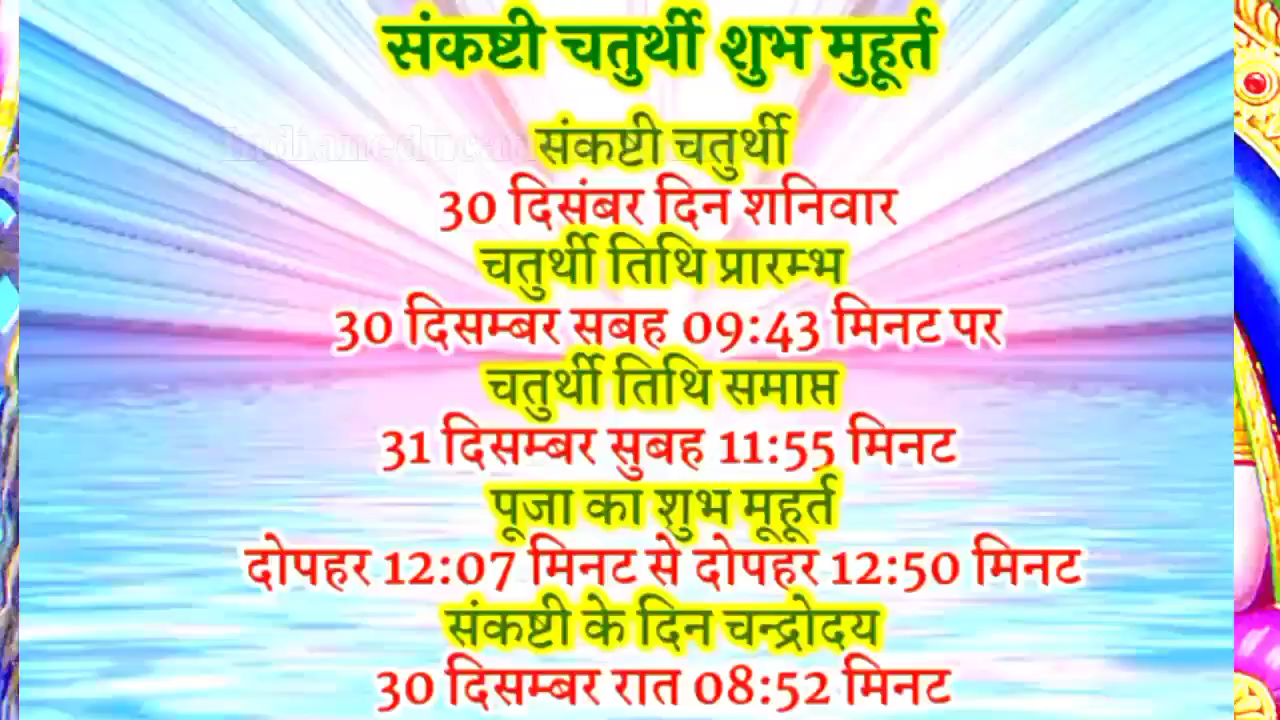 संकष्टी चतुर्थी शुभ मुहूर्त
संकष्टी चतुर्थी
30 दिसंबर दिन शनिवार
चतुर्थी तिथि प्रारम्भ
30 दिसम्बर सबह 09:43 मिनट पर
चतुर्थी तिथि समाप्त
31 दिसम्बर सुबह 11:55 मिनट
पूजा का शुभ मूहूर्त
दोपहर 12:07 मिनट से दोपहर 12:50 मिनट
संकष्टी के दिन चन्द्रोदय
30 दिसम्बर रात 08:52 मिनट